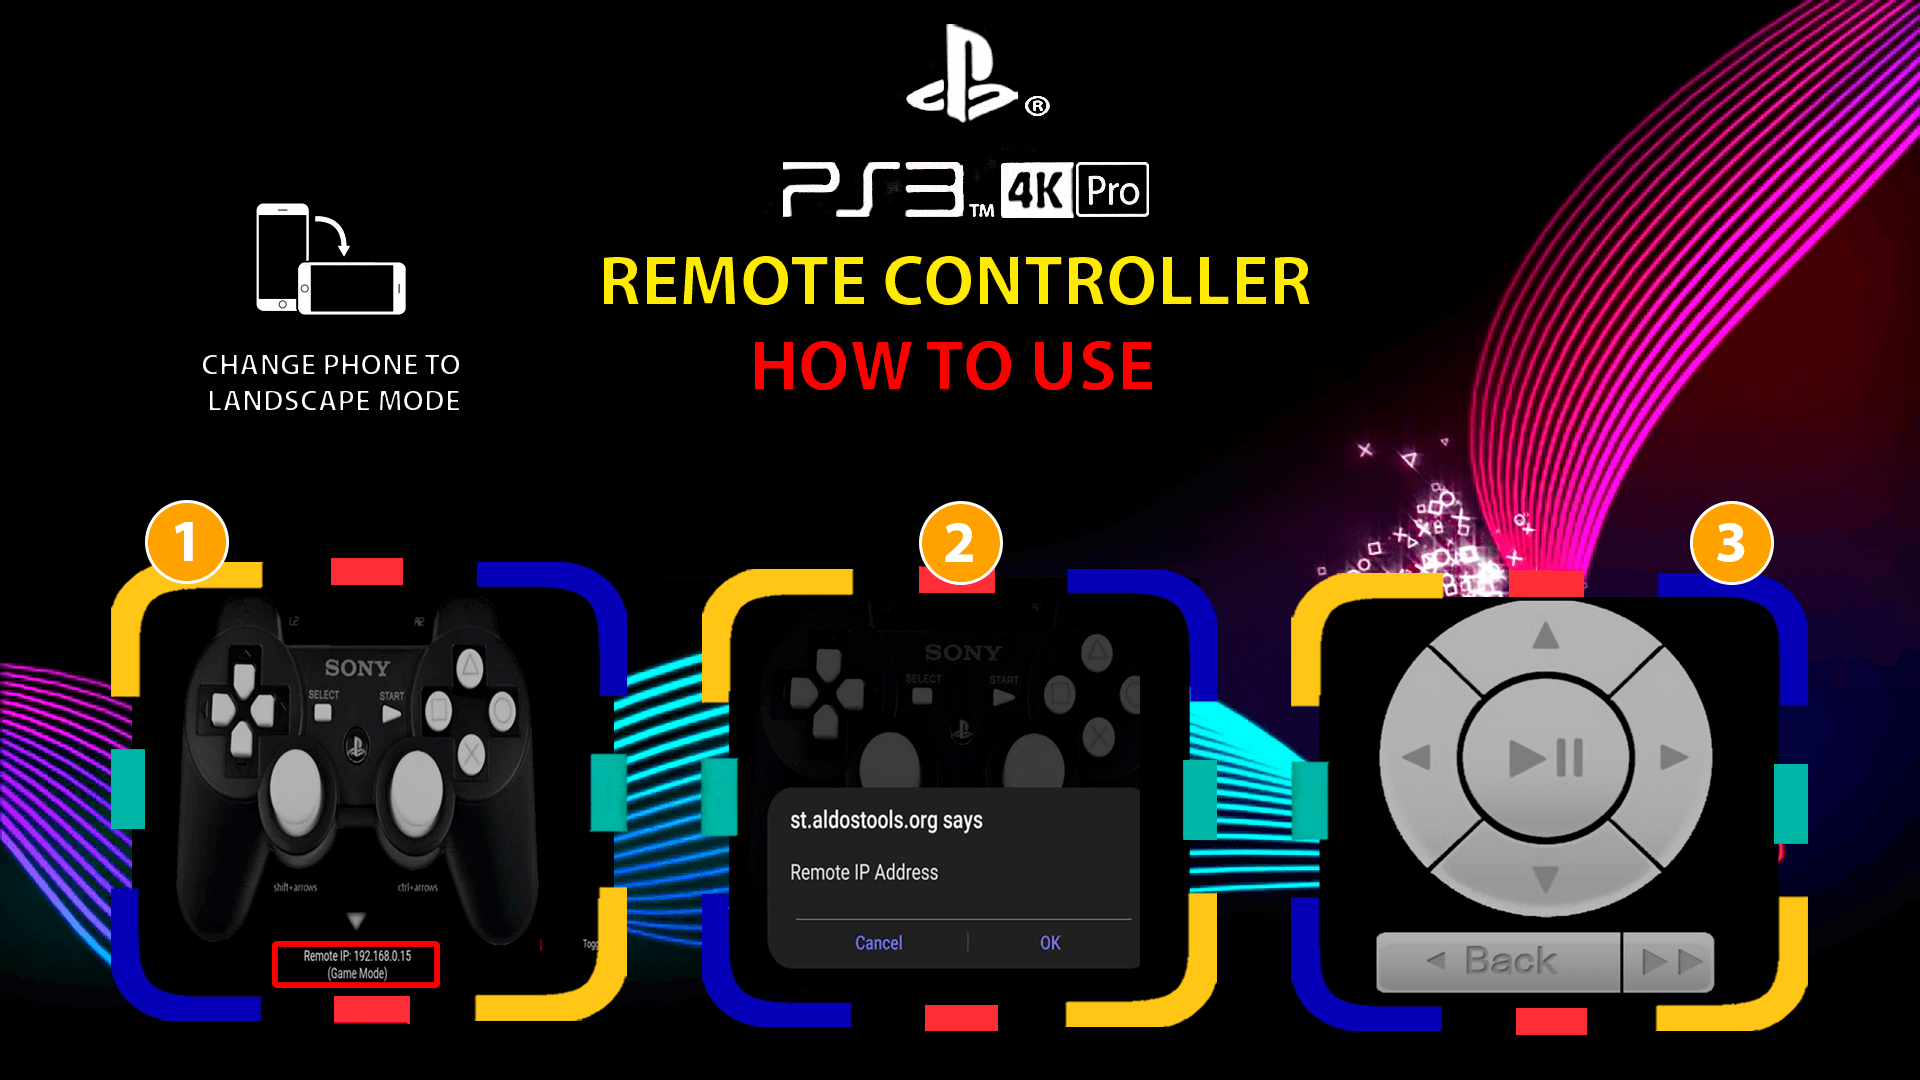 ®
PS3™ 4K Pro
REMOTE CONTROLLER
HOW TO USE
CHANGE PHONE TO
LANDSCAPE MODE
1
L2 R2
SONY
SELECT START
shift+arrows ctrl+arrows
Remote IP: 192.168.0.15
(Game Mode)
2
SONY
SELECT START
st.aldostools.org says
Remote IP Address
Cancel OK
3
Back